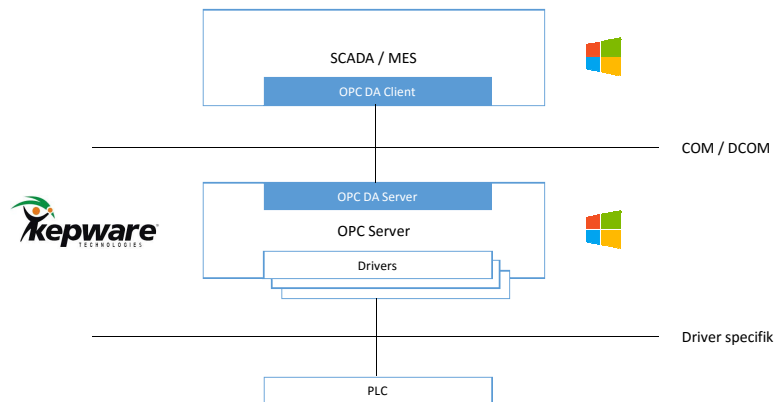 SCADA / MES
OPC DA Client
COM / DCOM
OPC DA Server
kepware
TECHNOLOGIES
OPC Server
Drivers
Driver specifik
PLC